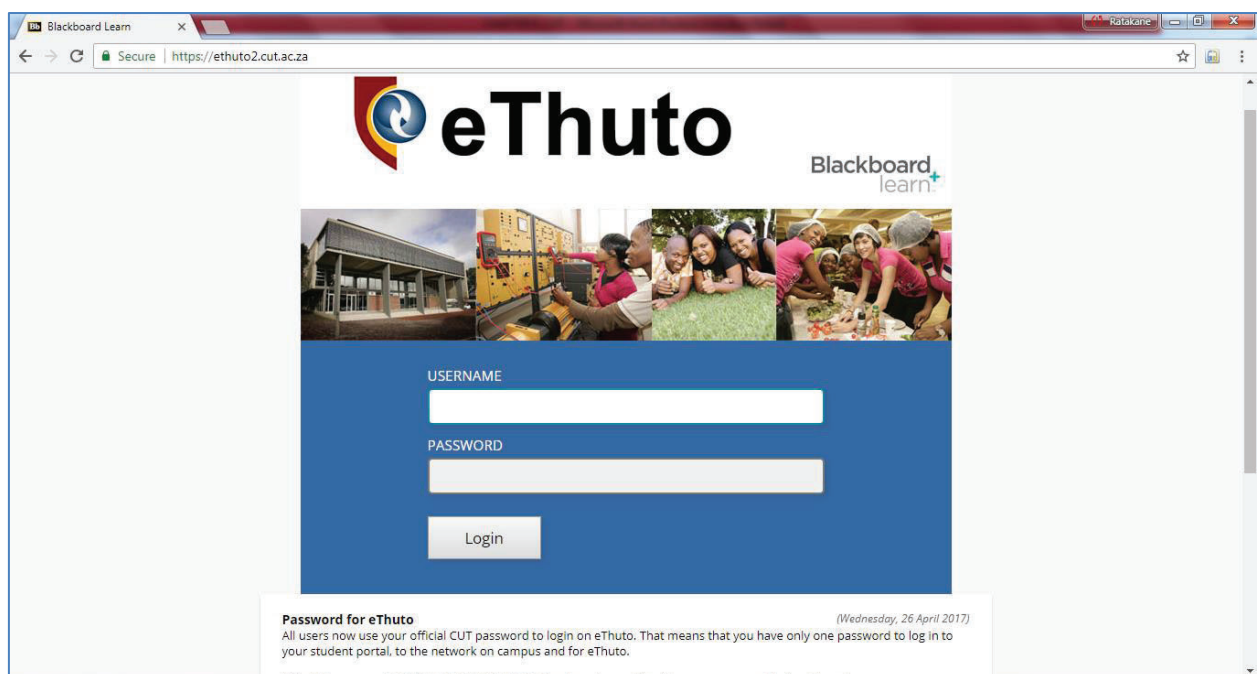 Blackboard Learn
Ratakane
Secure https://ethuto2.cut.ac.za
eThuto
Blackboard
learn
USERNAME
PASSWORD
Login
Password for eThuto (Wednesday, 26 April 2017)
All users now use your official CUT password to login on eThuto. That means that you have only one password to log in to
your student portal, to the network on campus and for eThuto.